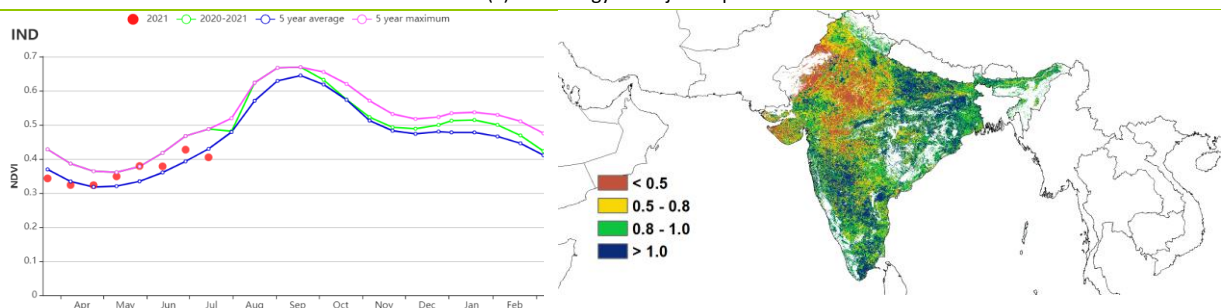 2021 2020-2021 5 year average 5 year maximum
IND
0.7
0.6
0.5
0.4
0.3
0.2
0.1
0
NDVI
Apr May Jun Jul Aug Sep Oct Nov Dec Jan Feb
< 0.5
0.5 - 0.8
0.8 - 1.0
> 1.0